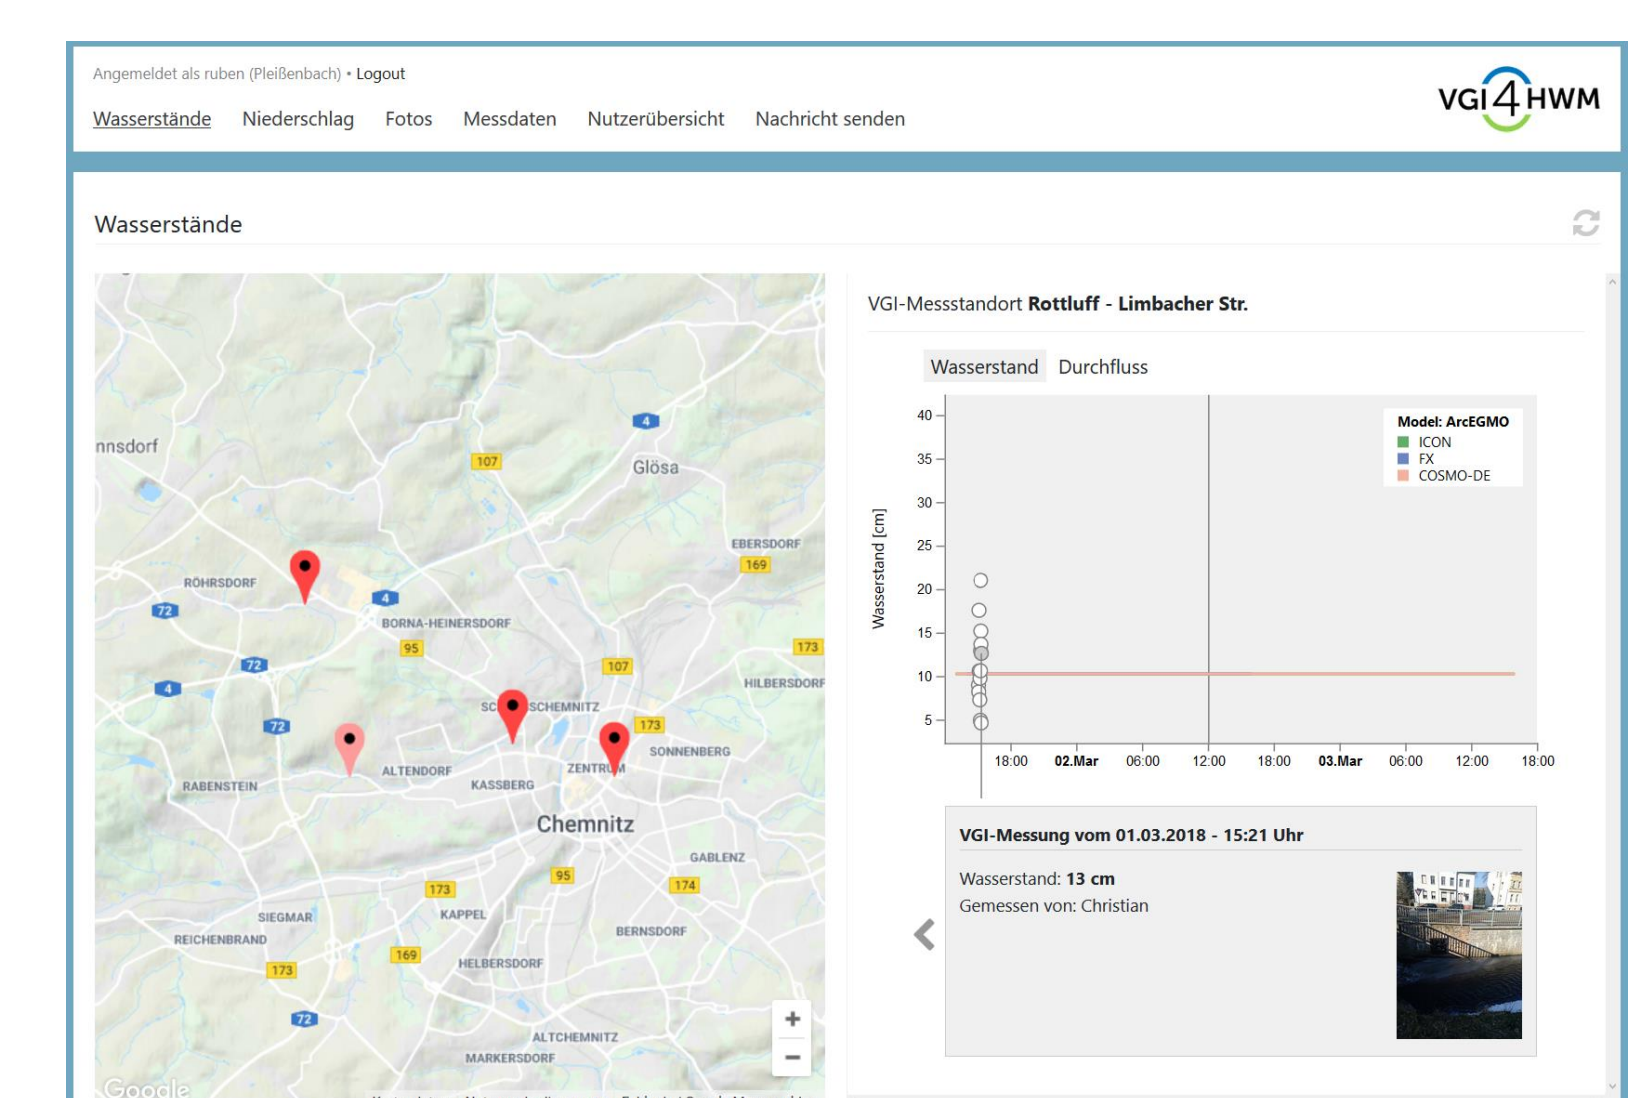 Angemeldet als ruben (Pleißenbach) • Logout
VGI4HWM
Wasserstände Niederschlag Fotos Messdaten Nutzerübersicht Nachricht senden
Wasserstände
nnsdorf
4
107
Glösa
EBERSDORF
169
RÖHRSDORF
72
4
BORNA-HEINERSDORF
95
173
72
107
4
HILBERSDORF
SCHEMNITZ
72
173
SONNENBERG
ALTENDORF
ZENTRUM
RABENSTEIN
KASSBERG
Chemnitz
GABLENZ
95
173
174
SIEGMAR
KAPPEL
REICHENBRAND
BERNSDORF
169
HELBERSDORF
173
72
ALTCHEMNITZ
MARKERSDORF
+
−
Google
VGI-Messstandort Rottluff - Limbacher Str.
Wasserstand Durchfluss
Wasserstand [cm]
40
35
30
25
20
15
10
5
Model: ArcEGMO
ICON
FX
COSMO-DE
18:00 02.Mar 06:00 12:00 18:00 03.Mar 06:00 12:00 18:00
VGI-Messung vom 01.03.2018 - 15:21 Uhr
Wasserstand: 13 cm
Gemessen von: Christian